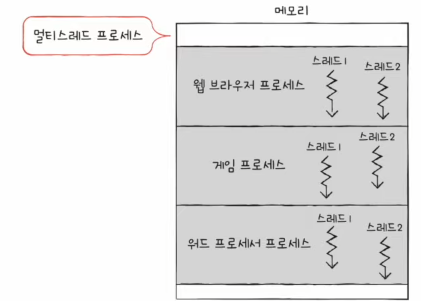 메모리
멀티스레드 프로세스
웹 브라우저 프로세스
스레드1
스레드2
게임 프로세스
스레드1
스레드2
워드 프로세서 프로세스
스레드1
스레드2